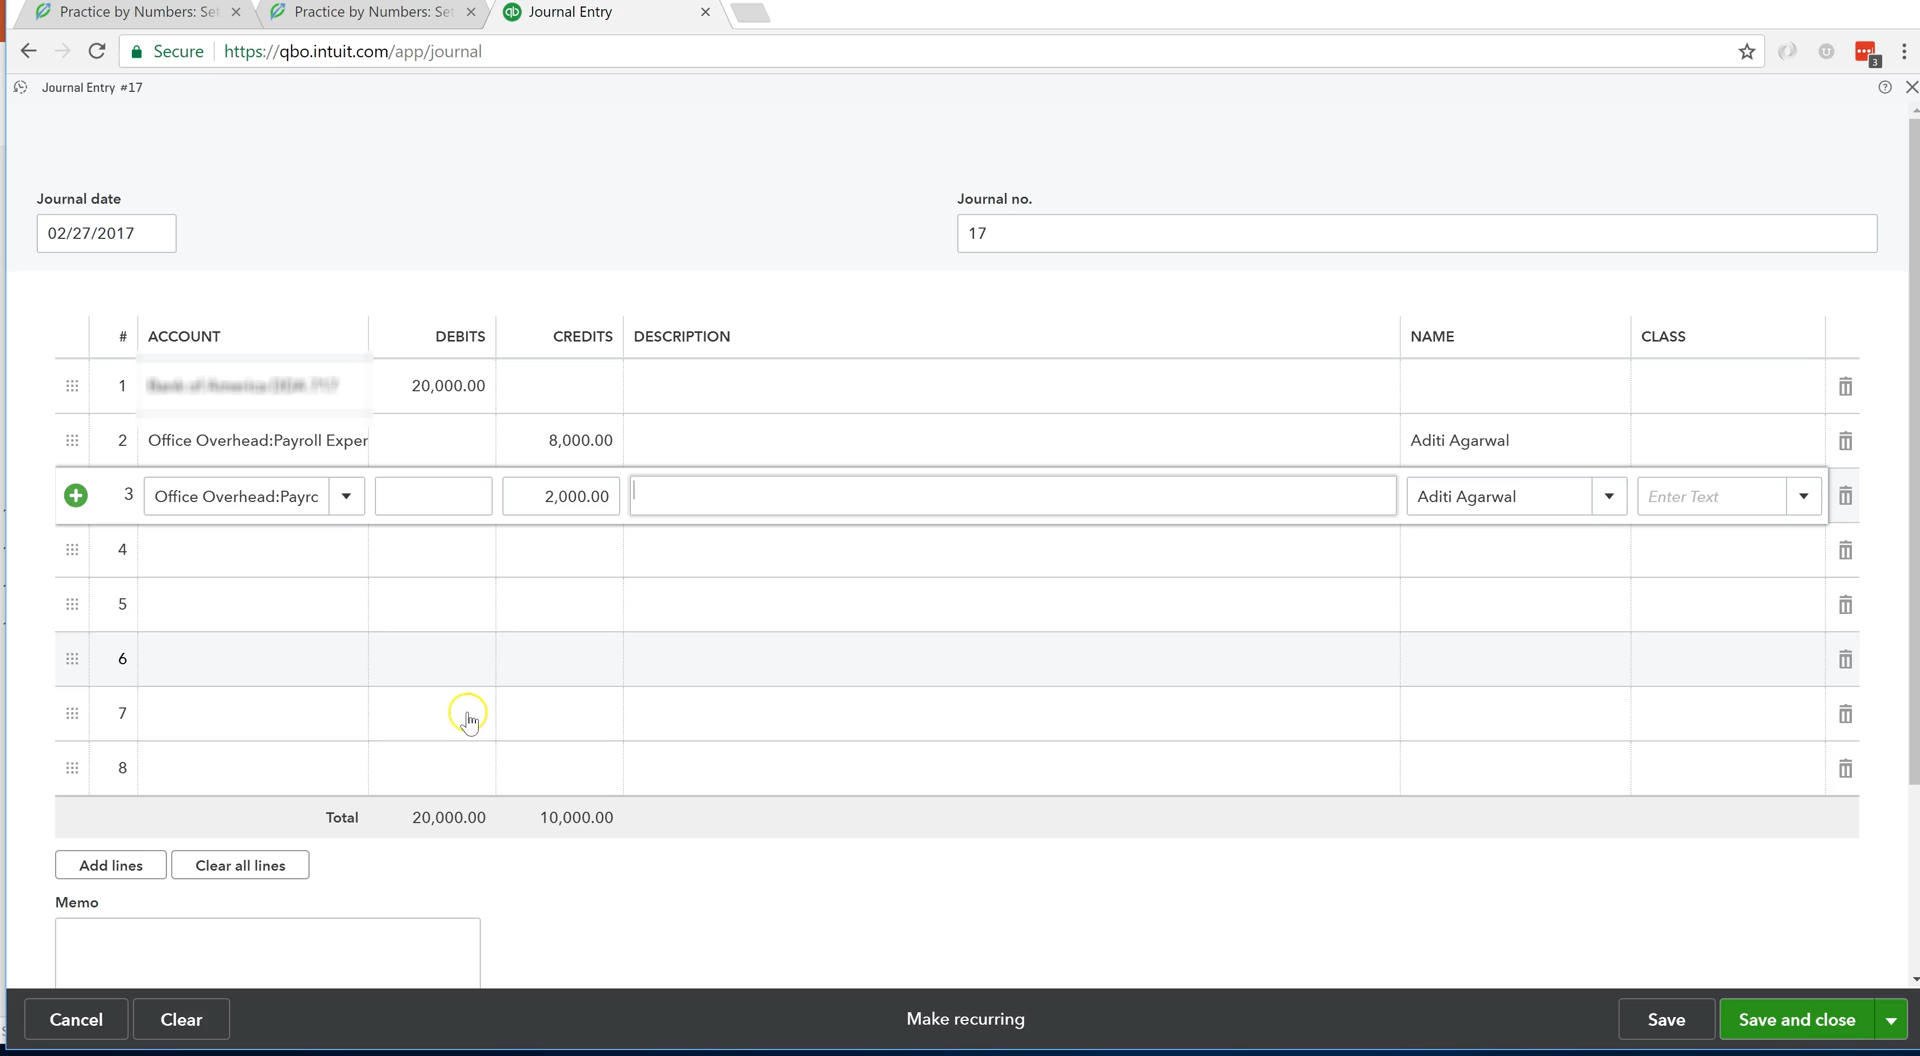 Practice by Numbers: Set
Practice by Numbers: Set
qb Journal Entry
Secure https://qbo.intuit.com/app/journal
3
Journal Entry #17
Journal date
Journal no.
02/27/2017
17
# ACCOUNT DEBITS CREDITS DESCRIPTION NAME CLASS
1 20,000.00
2 Office Overhead:Payroll Exper 8,000.00 Aditi Agarwal
3 Office Overhead:Payrc 2,000.00 Aditi Agarwal Enter Text
4
5
6
7
8
Total 20,000.00 10,000.00
Add lines Clear all lines
Memo
Cancel Clear Make recurring Save Save and close